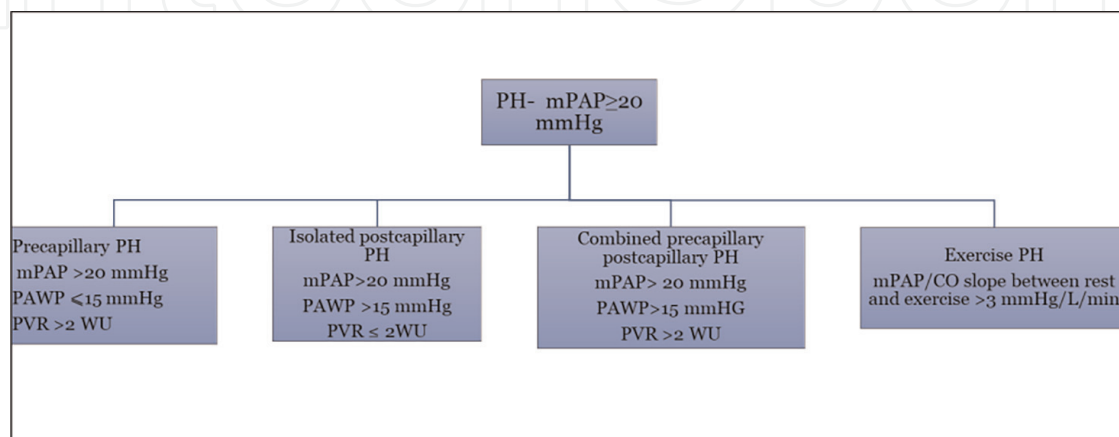 PH- mPAP≥20
mmHg
Precapillary PH
mPAP >20 mmHg
PAWP ⩽15 mmHg
PVR >2 WU
Isolated postcapillary
PH
mPAP>20 mmHg
PAWP >15 mmHg
PVR ≤ 2WU
Combined precapillary
postcapillary PH
mPAP> 20 mmHg
PAWP>15 mmHG
PVR >2 WU
Exercise PH
mPAP/CO slope between rest
and exercise >3 mmHg/L/min